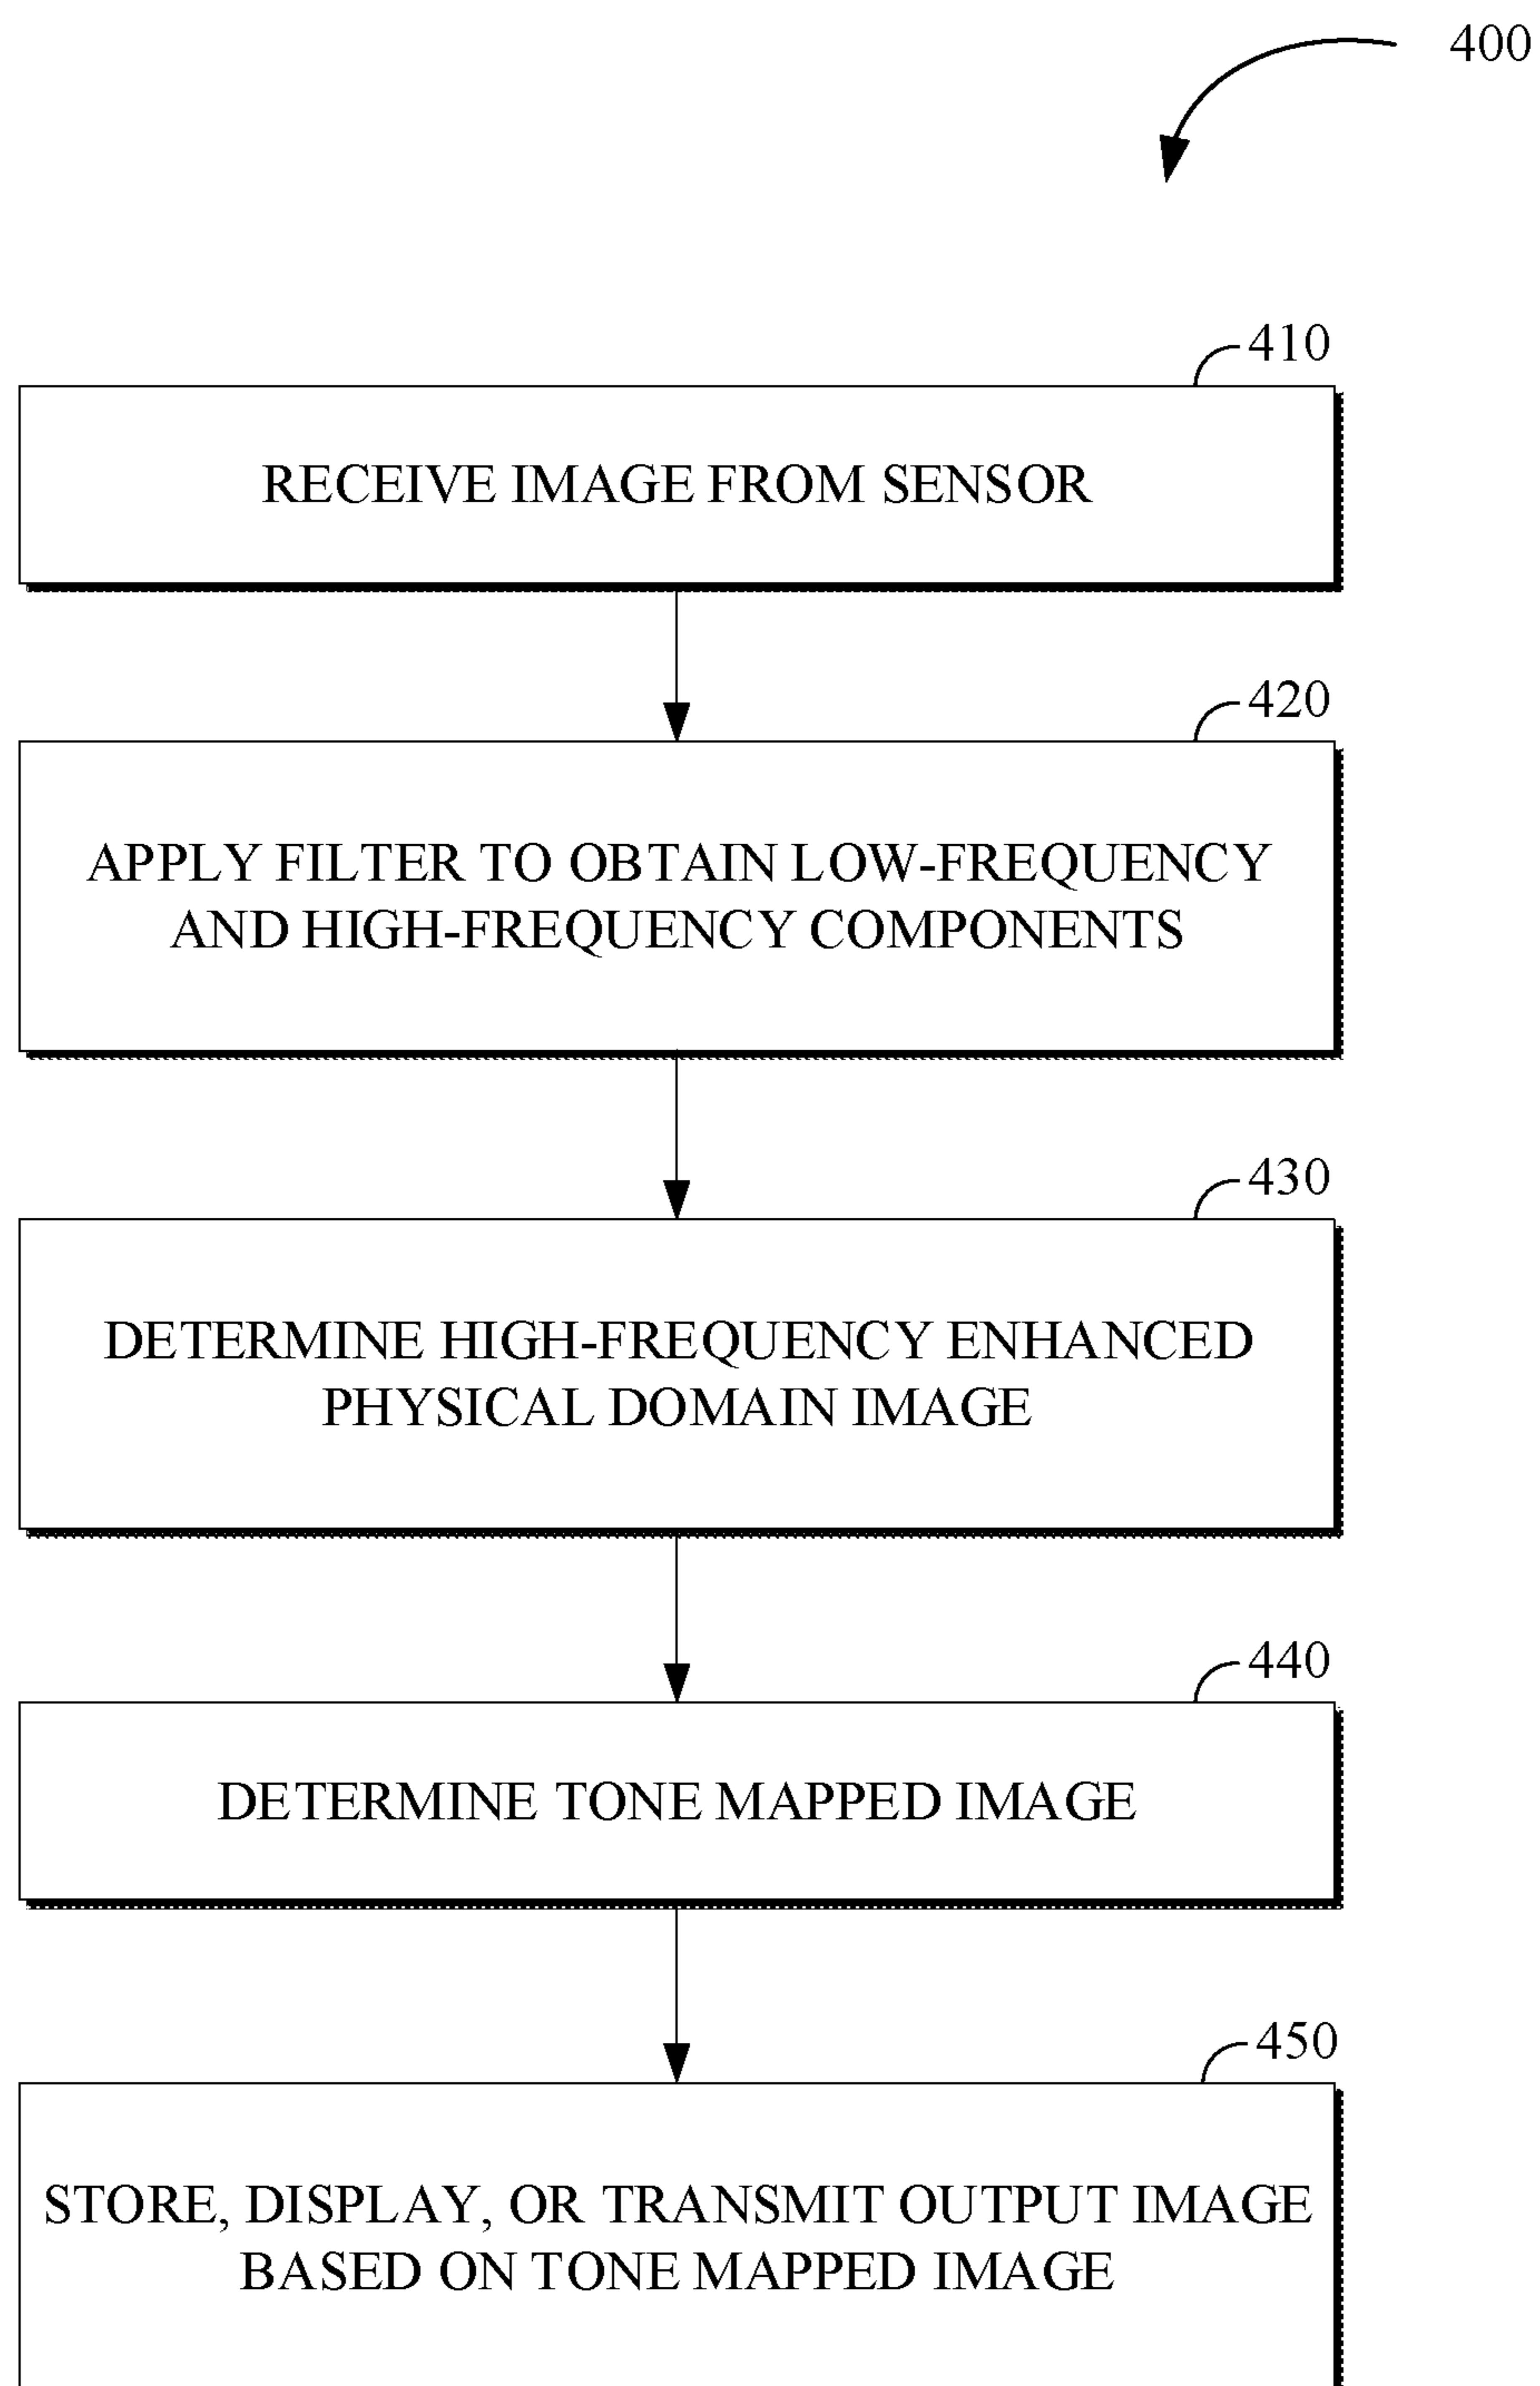 400
410
RECEIVE IMAGE FROM SENSOR
420
APPLY FILTER TO OBTAIN LOW-FREQUENCY
AND HIGH-FREQUENCY COMPONENTS
430
DETERMINE HIGH-FREQUENCY ENHANCED
PHYSICAL DOMAIN IMAGE
440
DETERMINE TONE MAPPED IMAGE
450
STORE, DISPLAY, OR TRANSMIT OUTPUT IMAGE
BASED ON TONE MAPPED IMAGE